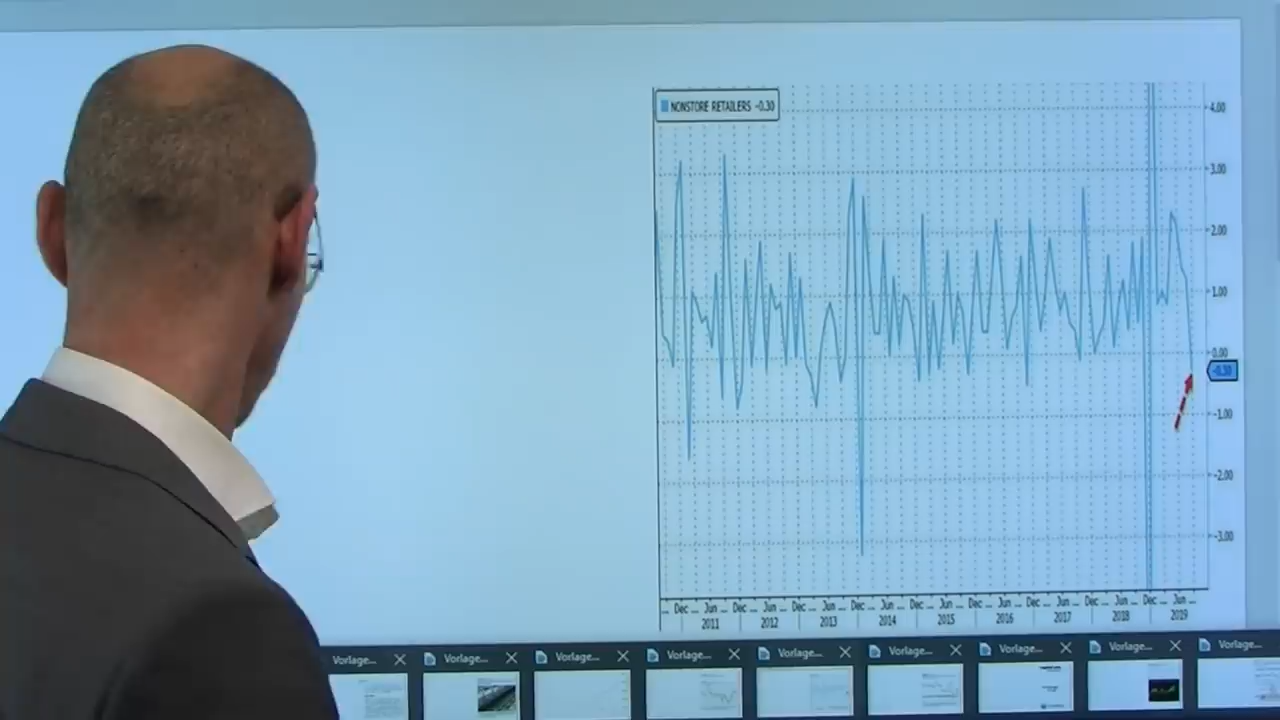 NONSTORE RETAILERS -0.30
4.00
3.00
2.00
1.00
0.00
-0.30
-1.00
-2.00
-3.00
... Dec ... Jun ... Dec ... Jun ... Dec ... Jun ... Dec ... Jun ... Dec ... Jun ... Dec ... Jun ... Dec ... Jun ... Dec ... Jun ... Dec ... Jun ...
2011 2012 2013 2014 2015 2016 2017 2018 2019
Vorlage... Vorlage... Vorlage... Vorlage... Vorlage... Vorlage... Vorlage... Vorlage... Vorlage...